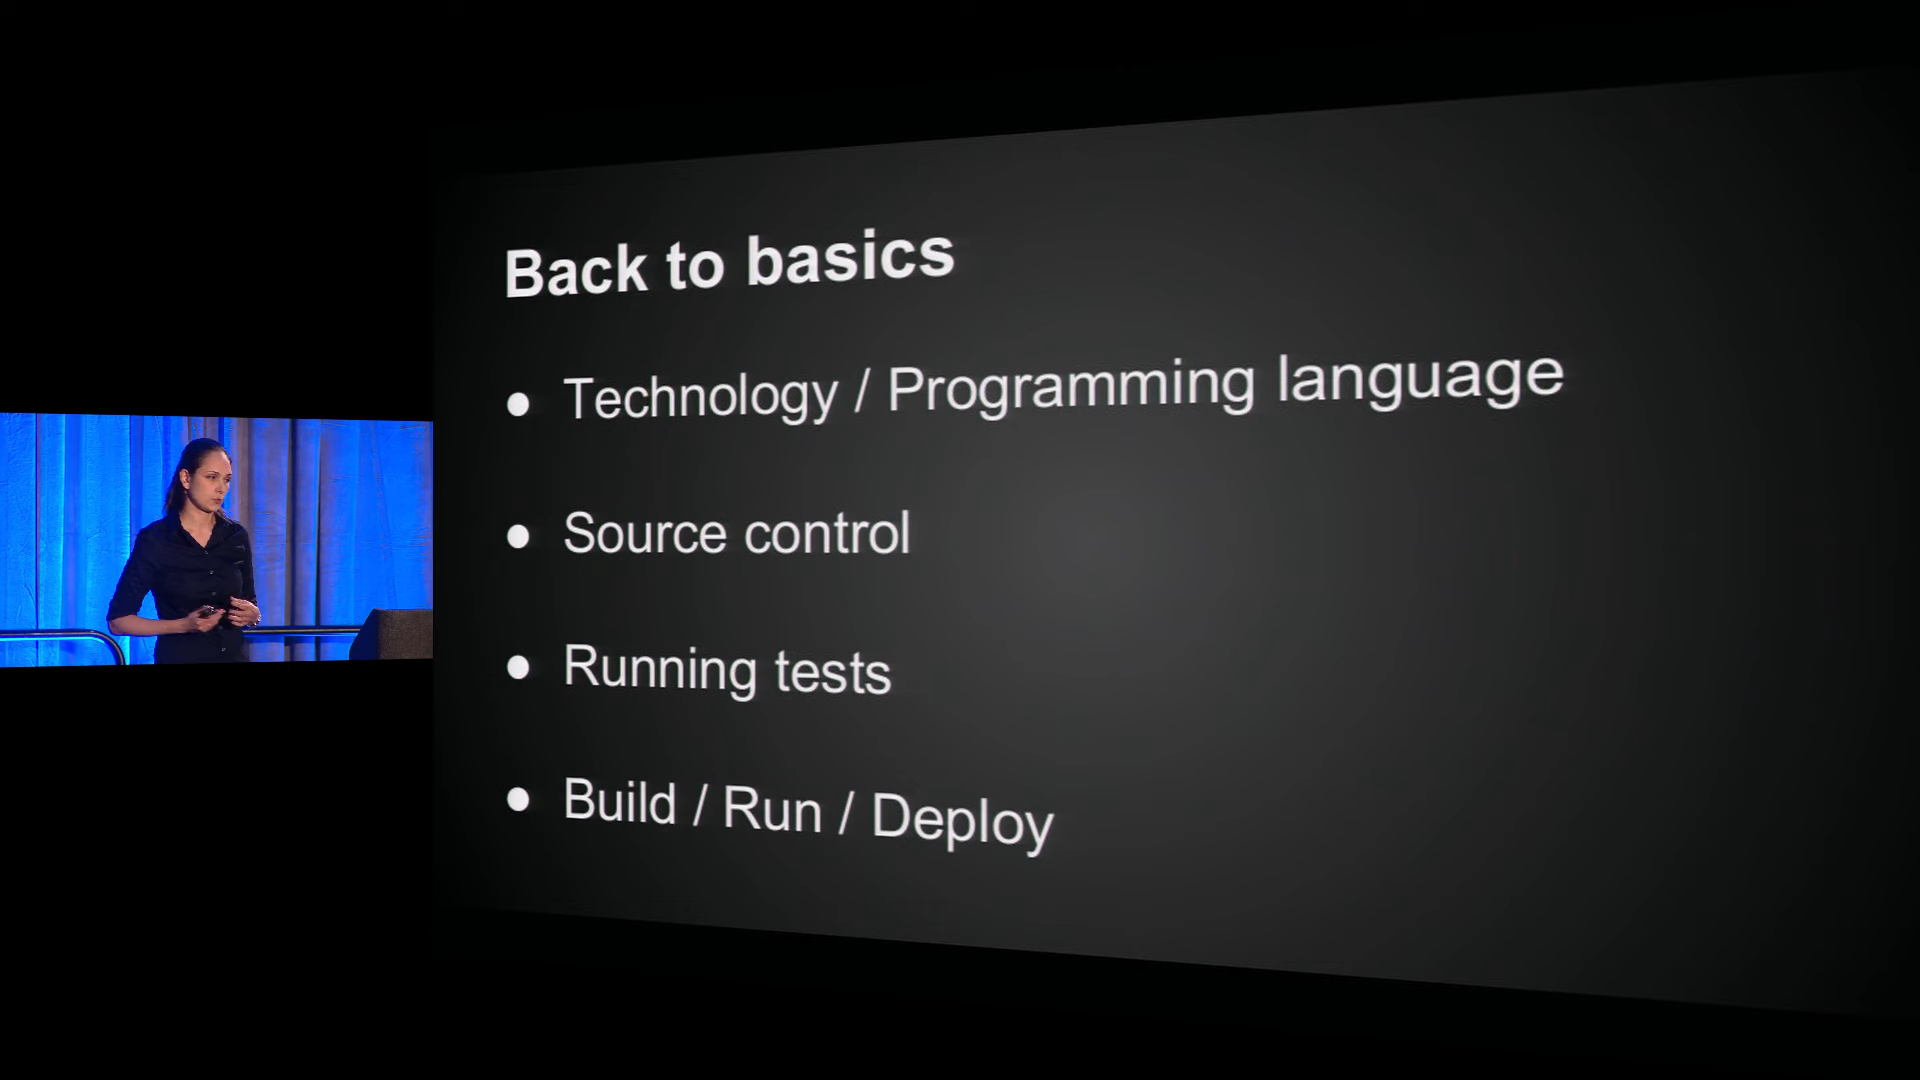 Back to basics
● Technology / Programming language
● Source control
● Running tests
● Build / Run / Deploy